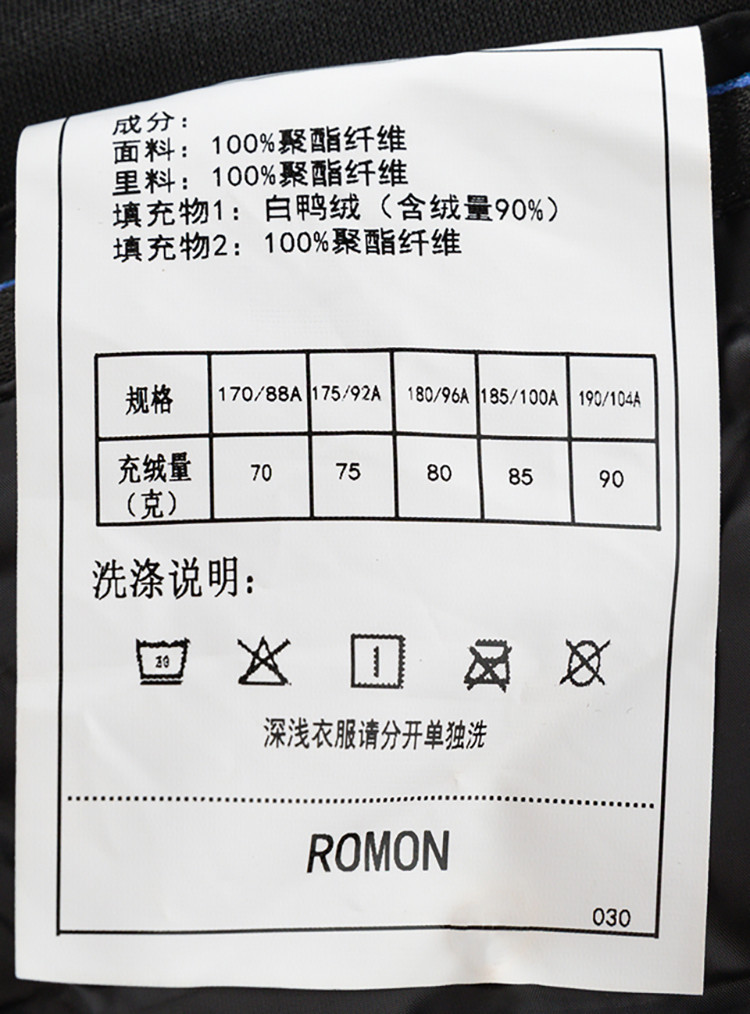 成分：
面料：100%聚酯纤维
里料：100%聚酯纤维
填充物1：白鸭绒（含绒量90%）
填充物2：100%聚酯纤维
规格 170/88A 175/92A 180/96A 185/100A 190/104A
充绒量（克） 70 75 80 85 90
洗涤说明：
深浅衣服请分开单独洗
ROMON
030